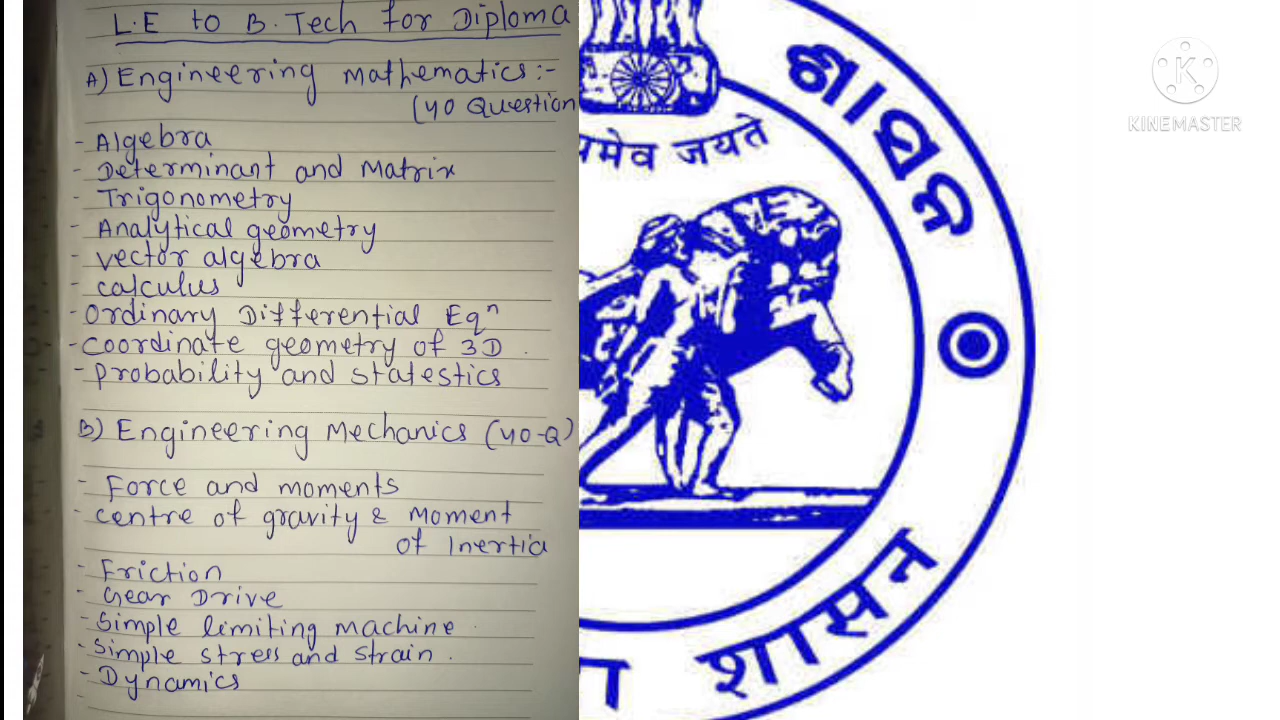 L.E to B.Tech for Diploma
A) Engineering Mathematics:-
(40 Question
- Algebra
- Determinant and Matrix
- Trigonometry
- Analytical geometry
- vector algebra
- calculus
- Ordinary Differential Eqⁿ
- Coordinate geometry of 3D.
- Probability and statestics
B) Engineering Mechanics (40-Q)
- Force and moments
- centre of gravity & Moment
of Inertia
- Friction
- Gear Drive
- Simple limiting machine
- Simple stress and strain.
- Dynamics
-
ଶାସନ
जयते
शासन
KINEMASTER